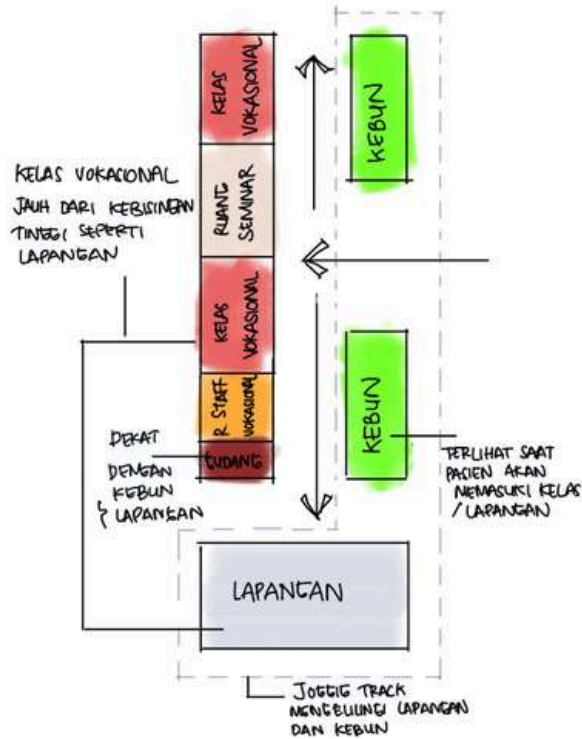 KELAS
VOKASIONAL
KEBUN
KELAS VOKASIONAL
JAUH DARI KEBISINGAN
TINGGI SEPERTI
LAPANGAN
RUANG
SEMINAR
KELAS
VOKASIONAL
R STAFF
VOKASIONAL
GUDANG
DEKAT
DENGAN
KEBUN
& LAPANGAN
KEBUN
TERLIHAT SAAT
PASIEN AKAN
MEMASUKI KELAS
/ LAPANGAN
LAPANGAN
JOGGIG TRACK
MENGELILINGI LAPANGAN
DAN KEBUN